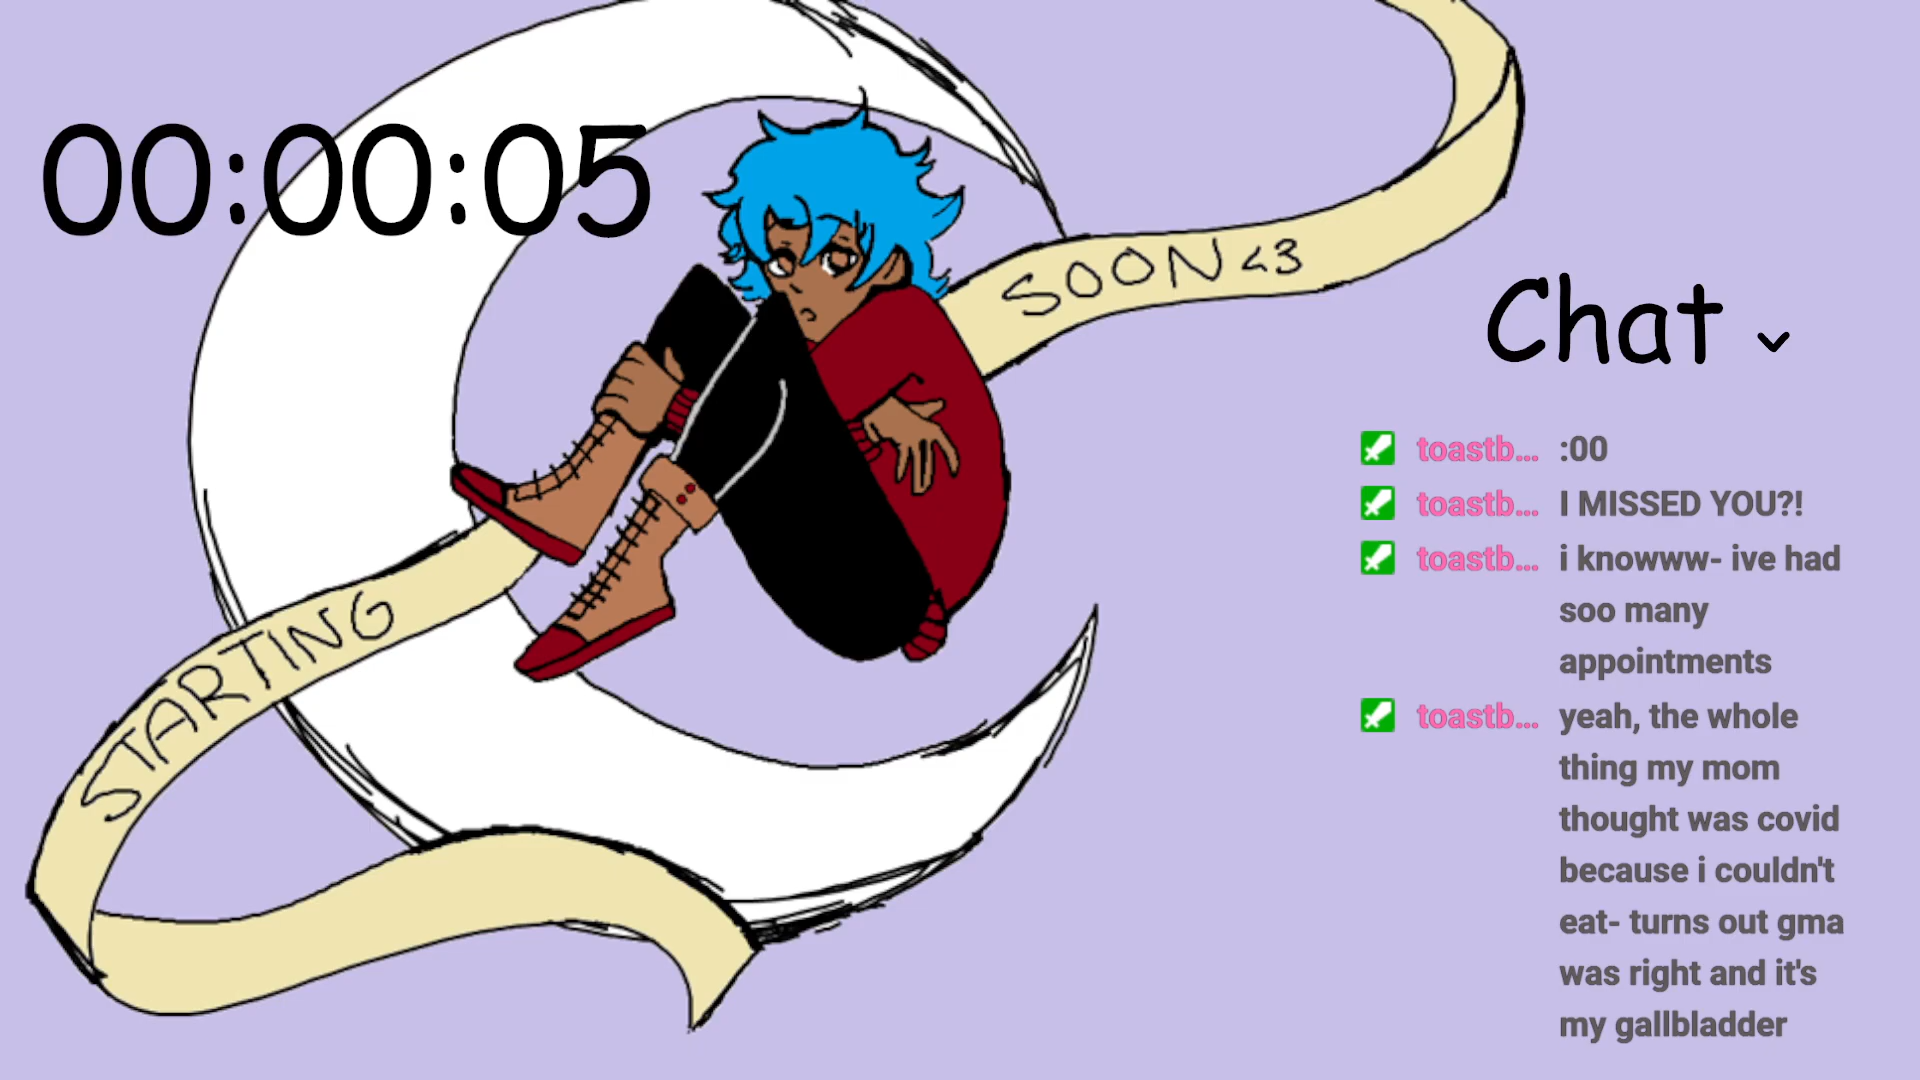 00:00:05
SOON <3
STARTING
Chat
toastb... :00
toastb... I MISSED YOU?!
toastb... i knowww- ive had
soo many
appointments
toastb... yeah, the whole
thing my mom
thought was covid
because i couldn't
eat- turns out gma
was right and it's
my gallbladder